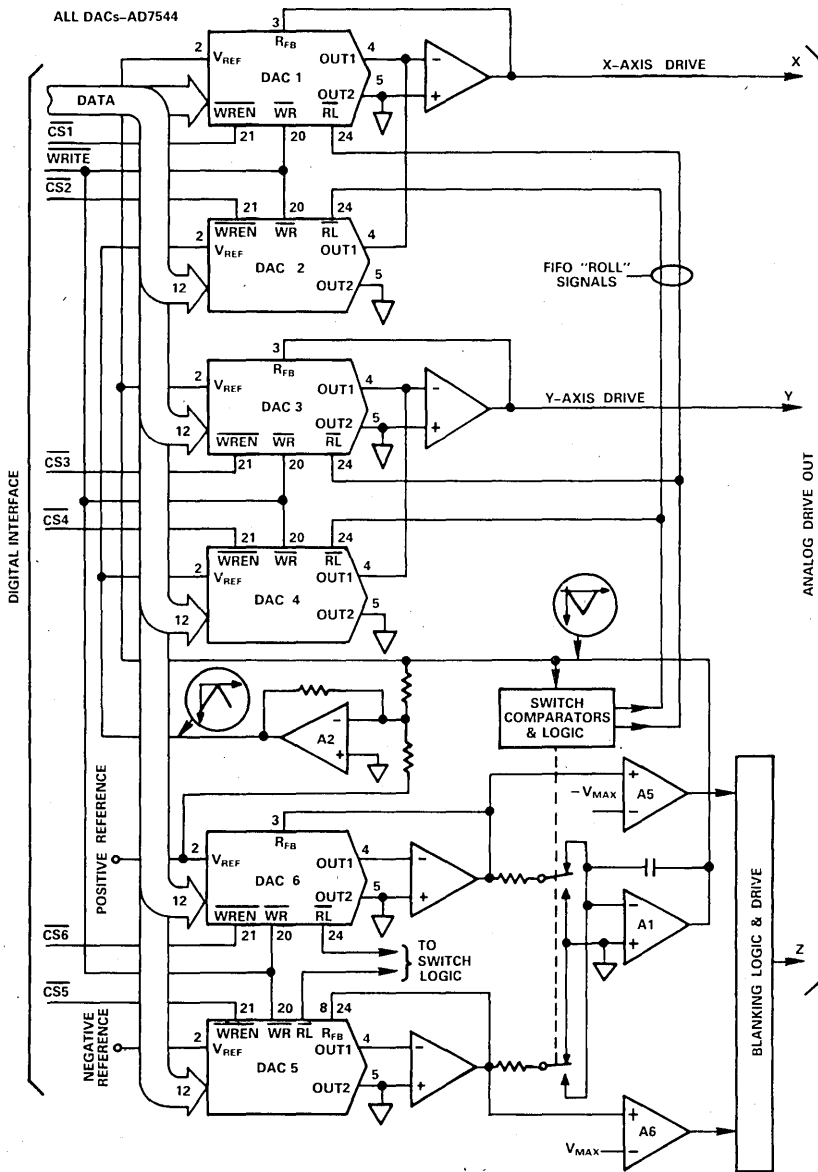 ALL DACs–AD7544
3
RFB
2
VREF
DAC 1
OUT1
4
OUT2
5
WREN
WR
RL
21
20
24
−
+
X–AXIS DRIVE
X
DATA
CS1
WRITE
CS2
21
20
24
WREN
WR
RL
2
VREF
OUT1
4
DAC 2
5
OUT2
12
FIFO "ROLL"
SIGNALS
3
RFB
2
VREF
OUT1
4
DAC 3
OUT2
5
12
WREN
WR
RL
21
20
24
−
+
Y–AXIS DRIVE
Y
CS3
CS4
21
20
24
WREN
WR
RL
2
VREF
OUT1
4
DAC 4
5
OUT2
12
DIGITAL INTERFACE
ANALOG DRIVE OUT
SWITCH
COMPARATORS
& LOGIC
A2
−
+
3
RFB
2
VREF
OUT1
4
DAC 6
OUT2
5
12
WREN
WR
RL
21
20
24
−
+
POSITIVE REFERENCE
−VMAX
+
−
A5
−
+
A1
CS6
TO
SWITCH
LOGIC
CS5
21
20
8
24
WREN
WR
RL
RFB
2
VREF
OUT1
4
DAC 5
OUT2
5
12
−
+
NEGATIVE
REFERENCE
VMAX
+
−
A6
BLANKING LOGIC & DRIVE
Z